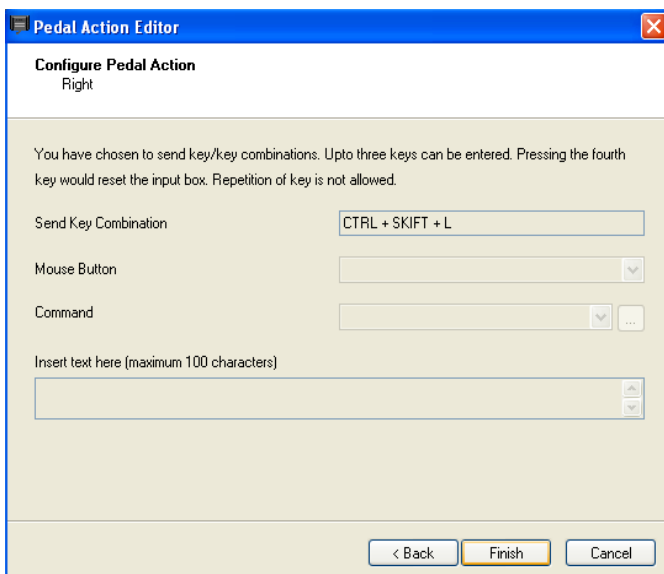 Pedal Action Editor
Configure Pedal Action
Right
You have chosen to send key/key combinations. Upto three keys can be entered. Pressing the fourth
key would reset the input box. Repetition of key is not allowed.
Send Key Combination CTRL + SKIFT + L
Mouse Button
Command ...
Insert text here (maximum 100 characters)
< Back Finish Cancel